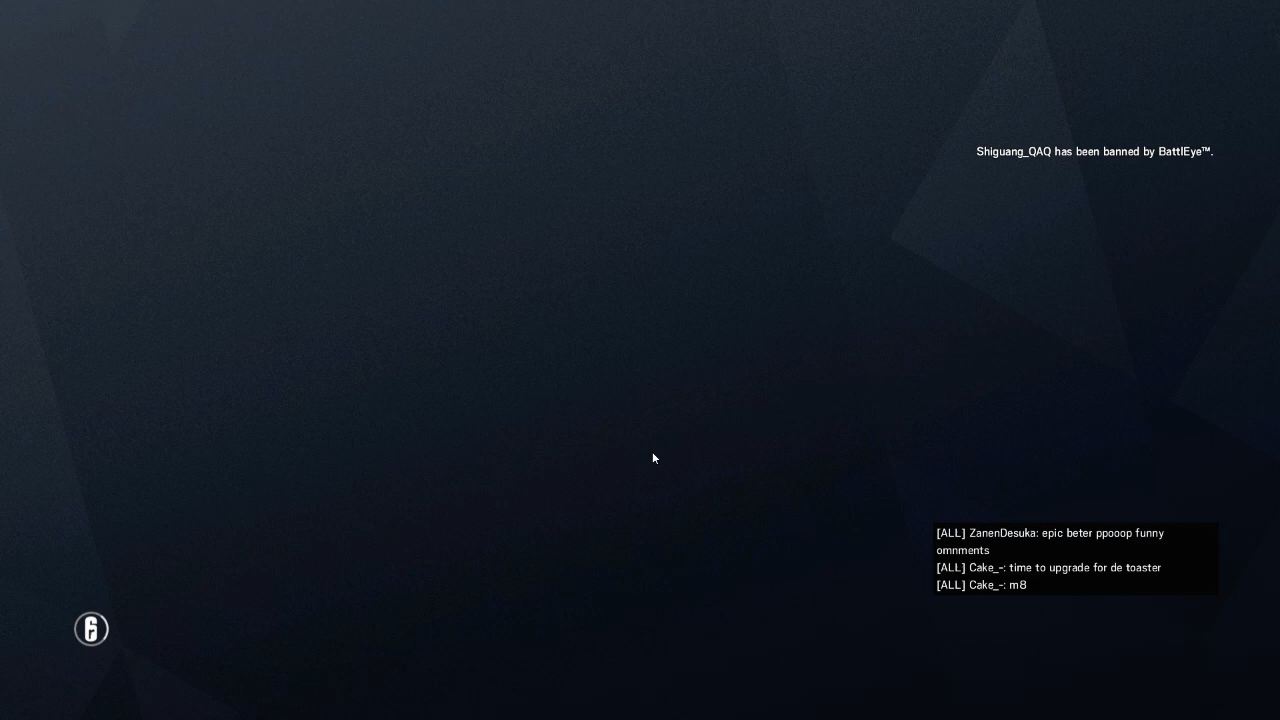 Shiguang_QAQ has been banned by BattlEye™.
[ALL] ZanenDesuka: epic beter ppooop funny
omnments
[ALL] Cake_-: time to upgrade for de toaster
[ALL] Cake_-: m8
6